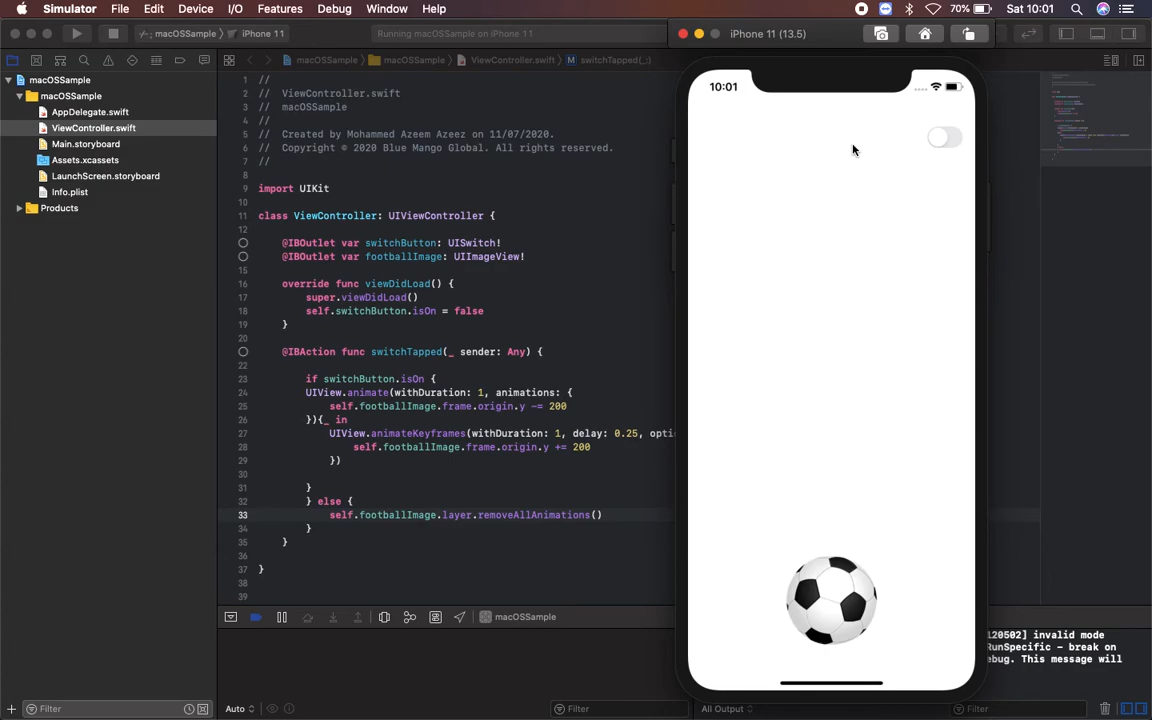 Simulator File Edit Device I/O Features Debug Window Help 70% Sat 10:01
macOSSample iPhone 11 Running macOSSample on iPhone 11 iPhone 11 (13.5)
macOSSample macOSSample ViewController.swift M switchTapped(_:)
macOSSample
macOSSample
AppDelegate.swift
ViewController.swift
Main.storyboard
Assets.xcassets
LaunchScreen.storyboard
Info.plist
Products
1 //
2 // ViewController.swift
3 // macOSSample
4 //
5 // Created by Mohammed Azeem Azeez on 11/07/2020.
6 // Copyright © 2020 Blue Mango Global. All rights reserved.
7 //
8
9 import UIKit
10
11 class ViewController: UIViewController {
12
13 @IBOutlet var switchButton: UISwitch!
14 @IBOutlet var footballImage: UIImageView!
15
16 override func viewDidLoad() {
17 super.viewDidLoad()
18 self.switchButton.isOn = false
19 }
20
21 @IBAction func switchTapped(_ sender: Any) {
22
23 if switchButton.isOn {
24 UIView.animate(withDuration: 1, animations: {
25 self.footballImage.frame.origin.y -= 200
26 }){_ in
27 UIView.animateKeyframes(withDuration: 1, delay: 0.25, optio
28 self.footballImage.frame.origin.y += 200
29 })
30
31 }
32 } else {
33 self.footballImage.layer.removeAllAnimations()
34 }
35 }
36
37 }
38
39
10:01
macOSSample
120502] invalid mode
RunSpecific - break on
ebug. This message will
Filter Auto Filter All Output Filter